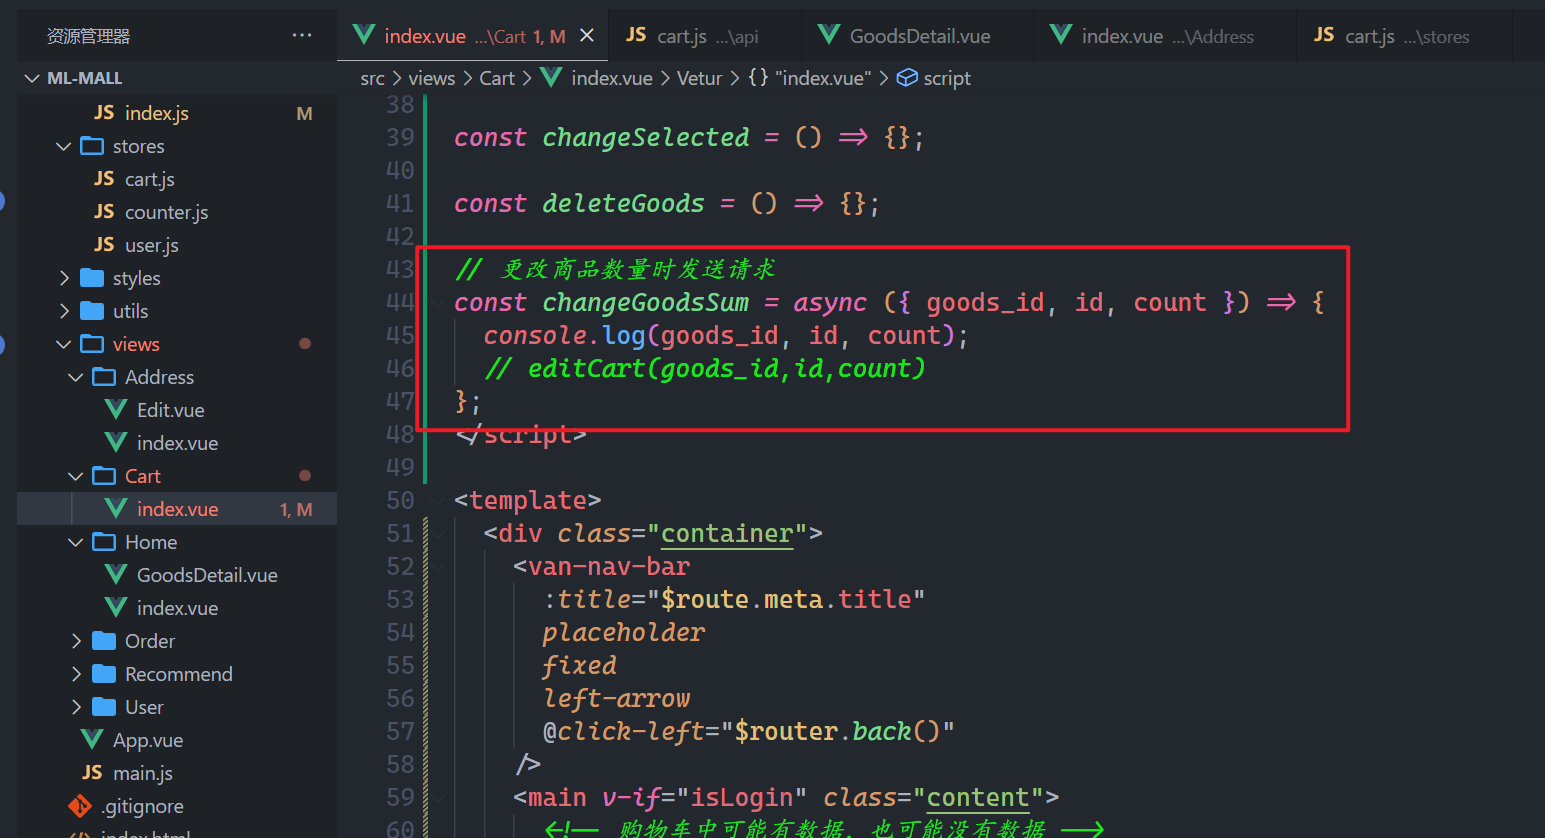 资源管理器 ···
index.vue ...\Cart 1, M
JS cart.js ...\api
GoodsDetail.vue
index.vue ...\Address
JS cart.js ...\stores
ML-MALL
src > views > Cart > index.vue > Vetur > {} "index.vue" > script
JS index.js M
stores
JS cart.js
JS counter.js
JS user.js
styles
utils
views
Address
Edit.vue
index.vue
Cart
index.vue 1, M
Home
GoodsDetail.vue
index.vue
Order
Recommend
User
App.vue
JS main.js
.gitignore
index.html
38
39 const changeSelected = () => {};
40
41 const deleteGoods = () => {};
42
43 // 更改商品数量时发送请求
44 const changeGoodsSum = async ({ goods_id, id, count }) => {
45 console.log(goods_id, id, count);
46 // editCart(goods_id,id,count)
47 };
48 </script>
49
50 <template>
51 <div class="container">
52 <van-nav-bar
53 :title="$route.meta.title"
54 placeholder
55 fixed
56 left-arrow
57 @click-left="$router.back()"
58 />
59 <main v-if="isLogin" class="content">
60 <!-- 购物车中可能有数据，也可能没有数据 -->